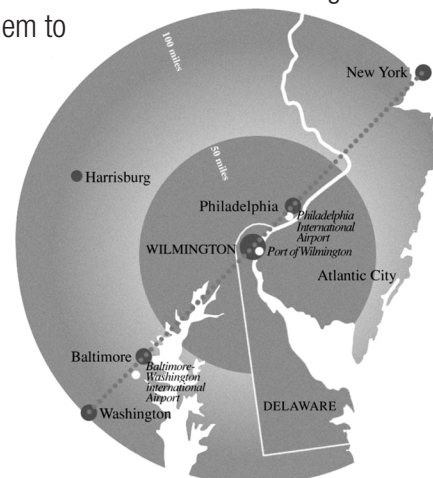 em to
100 miles
New York
50 miles
Harrisburg
Philadelphia
Philadelphia
International
Airport
WILMINGTON
Port of Wilmington
Atlantic City
Baltimore
Baltimore-
Washington
international
Airport
Washington
DELAWARE